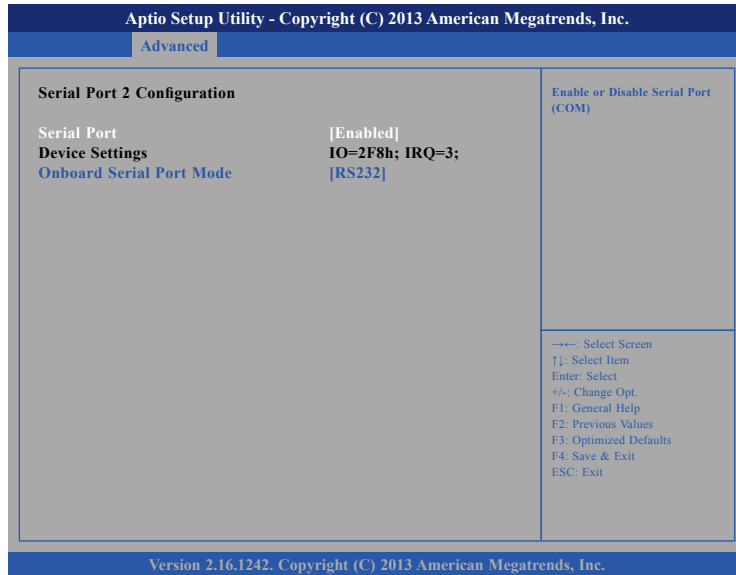 Aptio Setup Utility - Copyright (C) 2013 American Megatrends, Inc.
Advanced
Serial Port 2 Configuration
Serial Port [Enabled]
Device Settings IO=2F8h; IRQ=3;
Onboard Serial Port Mode [RS232]
Enable or Disable Serial Port
(COM)
→←: Select Screen
↑↓: Select Item
Enter: Select
+/-: Change Opt.
F1: General Help
F2: Previous Values
F3: Optimized Defaults
F4: Save & Exit
ESC: Exit
Version 2.16.1242. Copyright (C) 2013 American Megatrends, Inc.